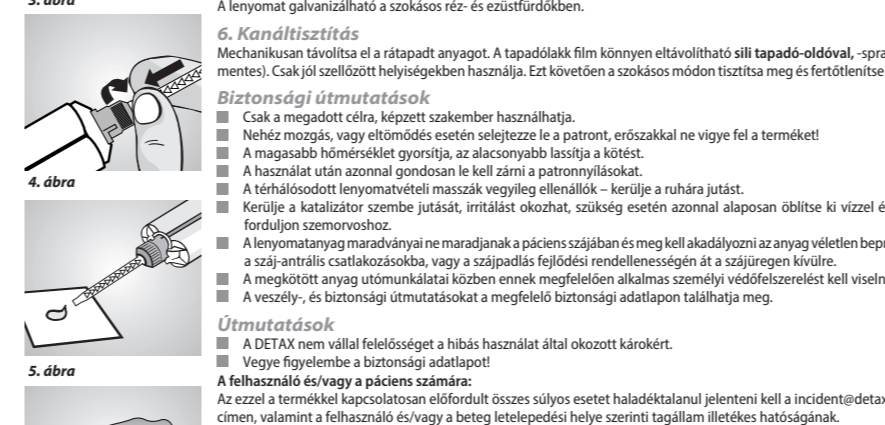 3. ábra
A lenyomat galvanizálható a szokásos réz- és ezüstfürdőkben.
6. Kanáltisztítás
Mechanikusan távolítsa el a rátapadt anyagot. A tapadólakk film könnyen eltávolítható sili tapadó-oldóval, -spra
mentes). Csak jól szellőzött helyiségekben használja. Ezt követően a szokásos módon tisztítsa meg és fertőtlenítse
Biztonsági útmutatások
Csak a megadott célra, képzett szakember használhatja.
Nehéz mozgás, vagy eltömődés esetén selejtezze le a patront, erőszakkal ne vigye fel a terméket!
A magasabb hőmérséklet gyorsítja, az alacsonyabb lassítja a kötést.
4. ábra
A használat után azonnal gondosan le kell zárni a patronnyílásokat.
A térhálósodott lenyomatvételi masszák vegyileg ellenállók – kerülje a ruhára jutást.
Kerülje a katalizátor szembe jutását, irritálást okozhat, szükség esetén azonnal alaposan öblítse ki vízzel é
forduljon szemorvoshoz.
A lenyomatanyag maradványai ne maradjanak a páciens szájában és meg kell akadályozni az anyag véletlen bepr
a száj-antrális csatlakozásokba, vagy a szájpadlás fejlődési rendellenességén át a szájüregen kívülre.
A megkötött anyag utómunkálatai közben ennek megfelelően alkalmas személyi védőfelszerelést kell viseln
A veszély-, és biztonsági útmutatásokat a megfelelő biztonsági adatlapon találhatja meg.
Útmutatások
A DETAX nem vállal felelősséget a hibás használat által okozott károkért.
Vegye figyelembe a biztonsági adatlapot!
5. ábra
A felhasználó és/vagy a páciens számára:
Az ezzel a termékkel kapcsolatosan előfordult összes súlyos esetet haladéktalanul jelenteni kell a incident@detax
címen, valamint a felhasználó és/vagy a beteg letelepedési helye szerinti tagállam illetékes hatóságának.